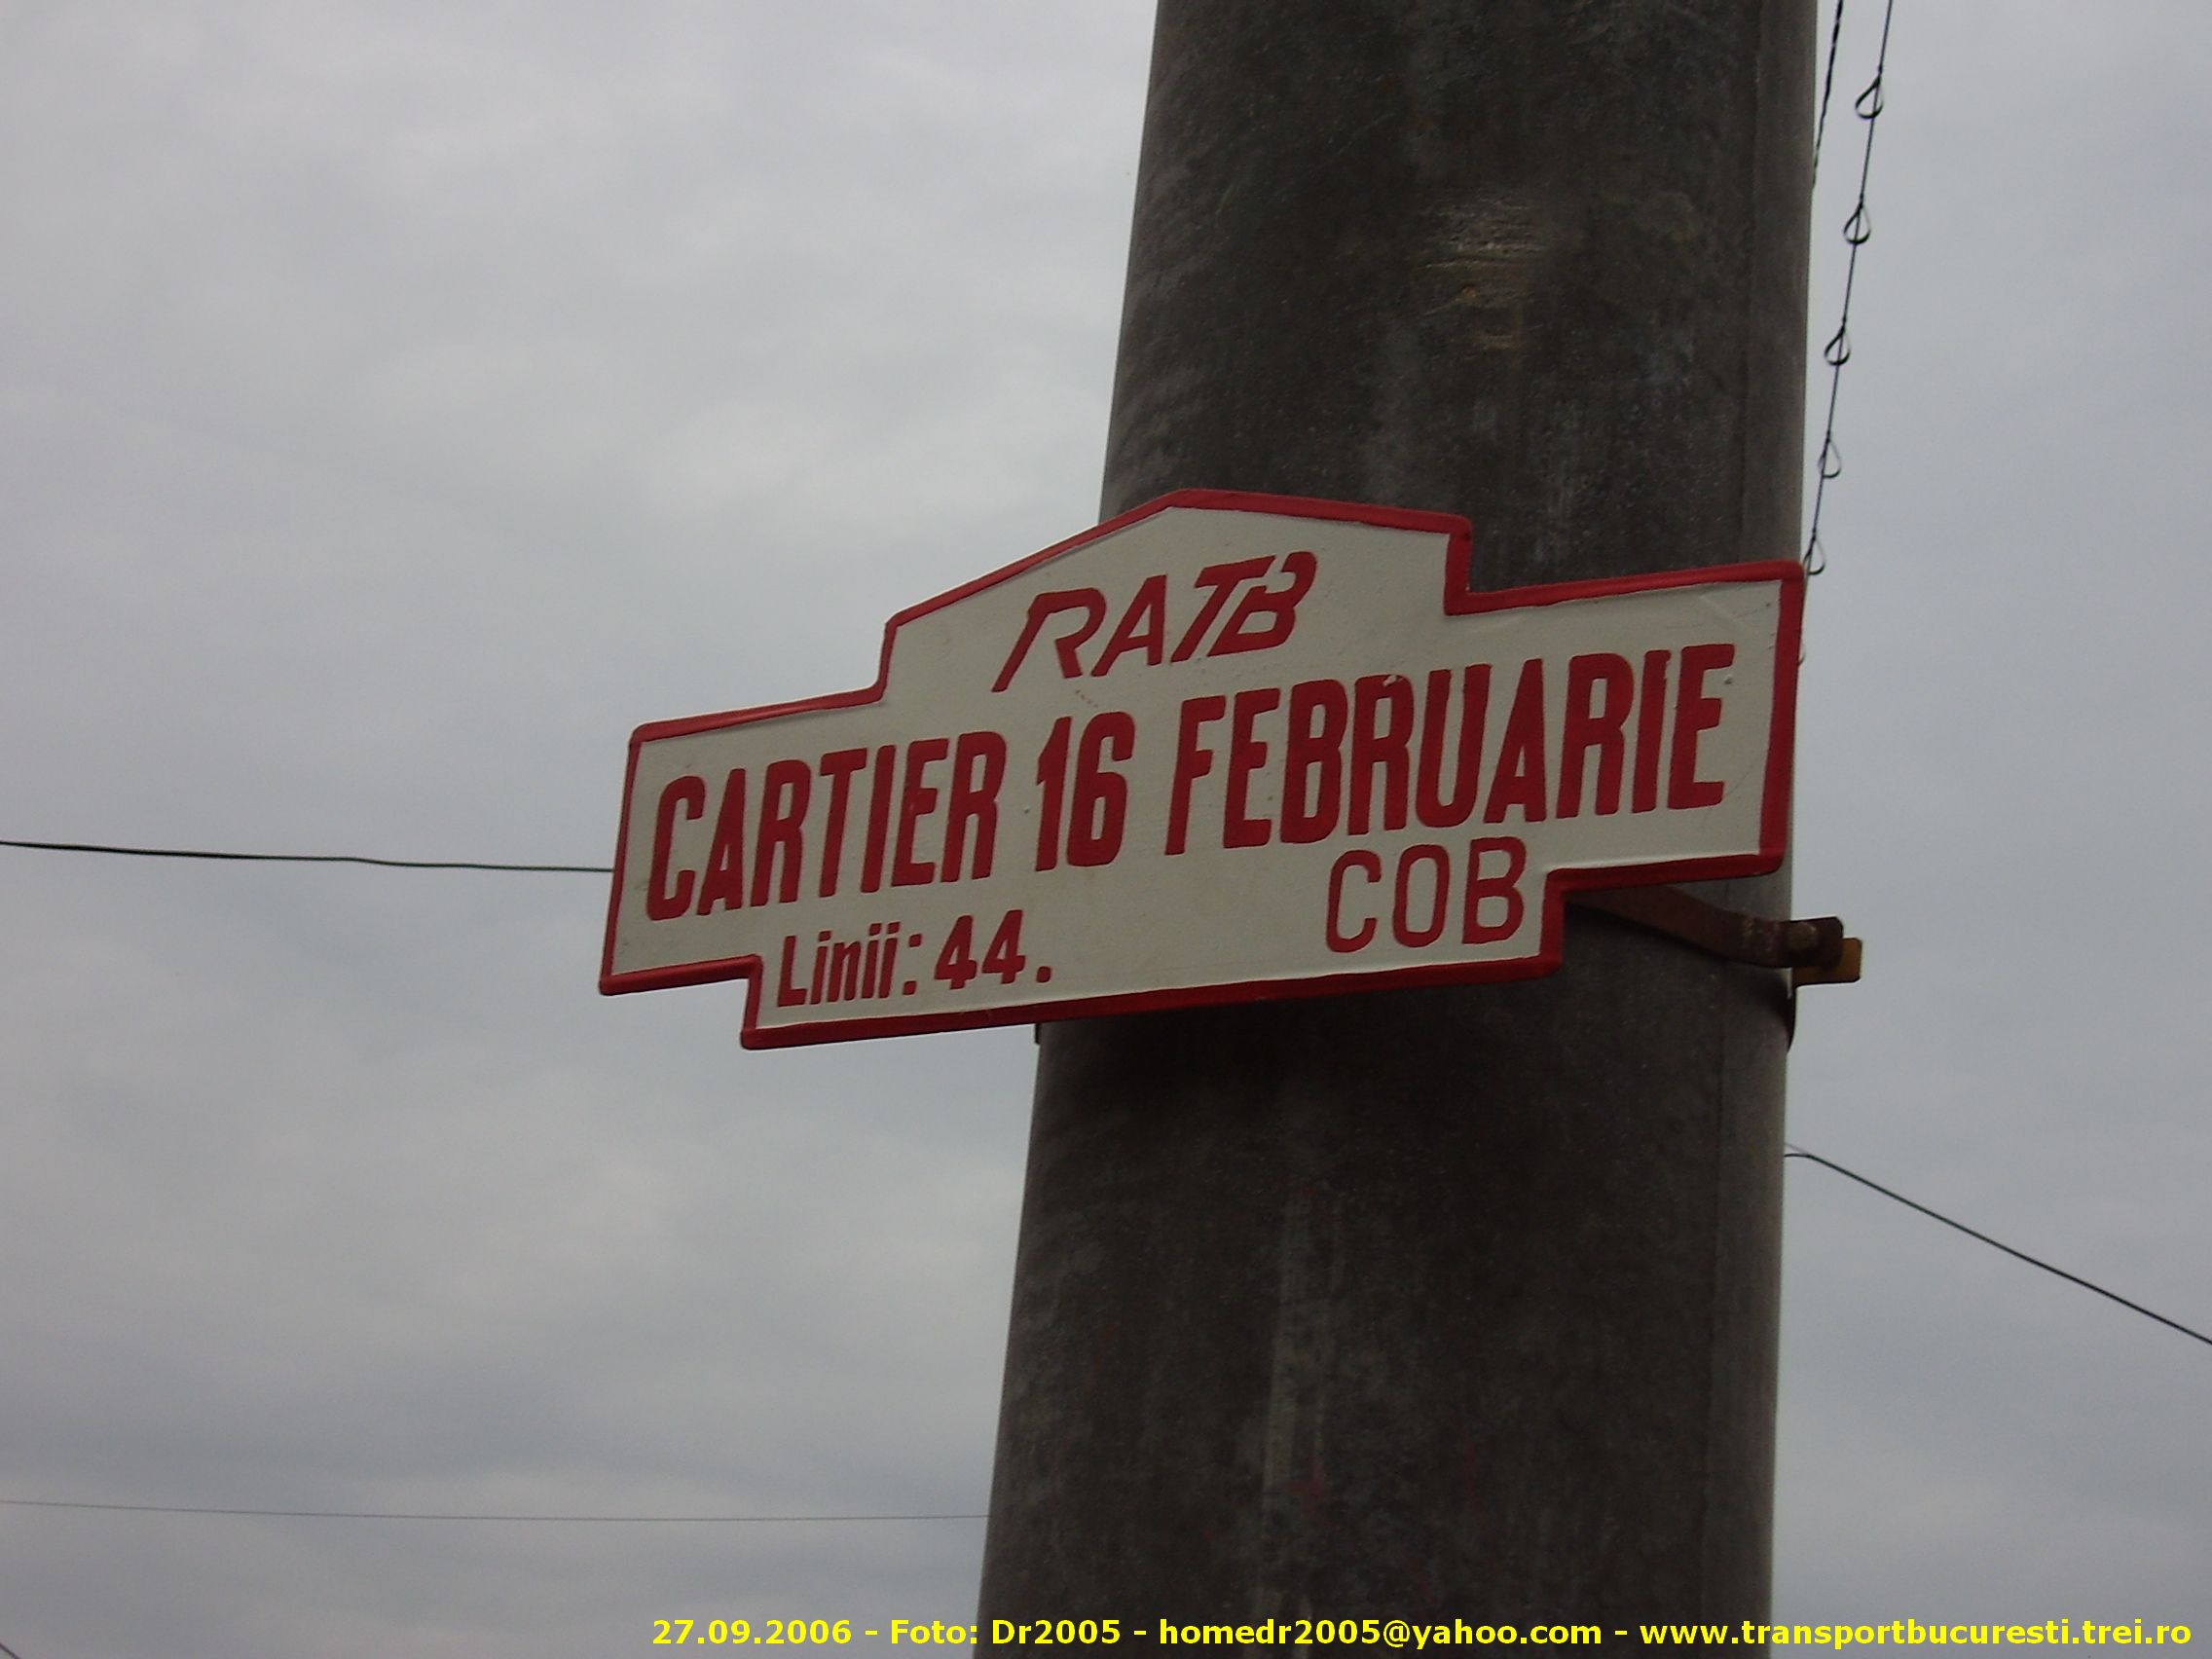 RATB
CARTIER 16 FEBRUARIE
COB
Linii: 44.
27.09.2006 - Foto: Dr2005 - homedr2005@yahoo.com - www.transportbucuresti.trei.ro